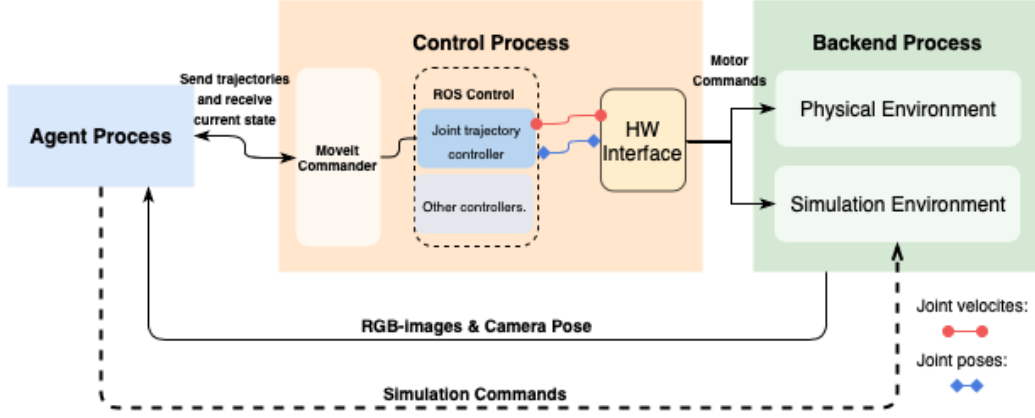 Control Process
Backend Process
Send trajectories
and receive
current state
Motor
Commands
ROS Control
Agent Process
Moveit
Commander
Joint trajectory
controller
HW
Interface
Physical Environment
Other controllers.
Simulation Environment
RGB-images & Camera Pose
Joint velocites:
Joint poses:
Simulation Commands